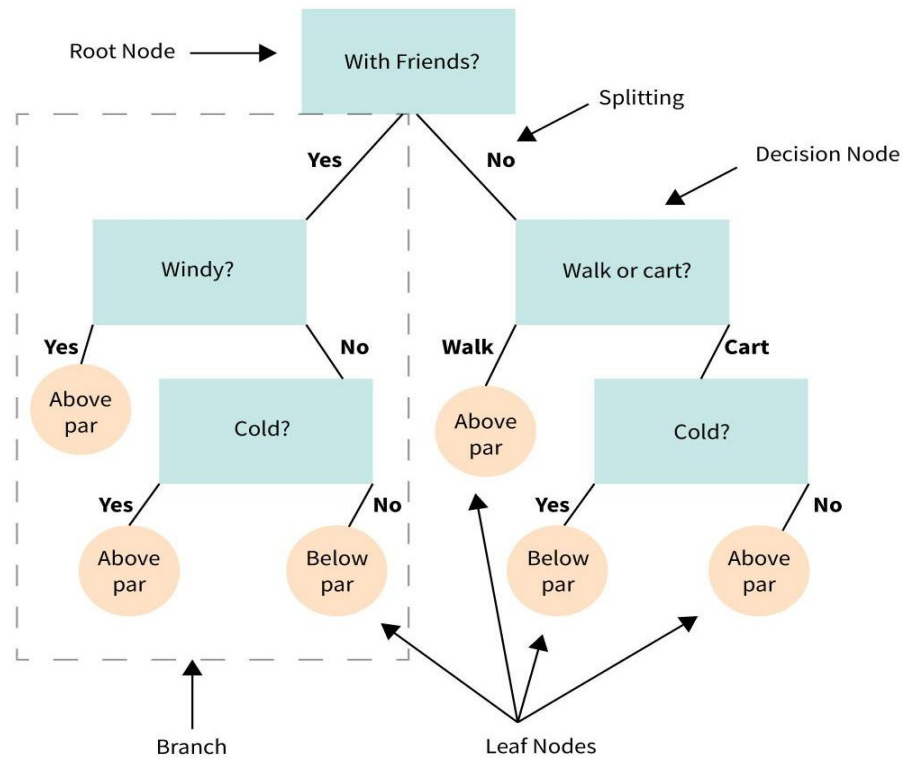 Root Node
With Friends?
Splitting
Yes
No
Decision Node
Windy?
Walk or cart?
Yes
No
Walk
Cart
Above
par
Cold?
Above
par
Cold?
Yes
No
Yes
No
Above
par
Below
par
Below
par
Above
par
Branch
Leaf Nodes